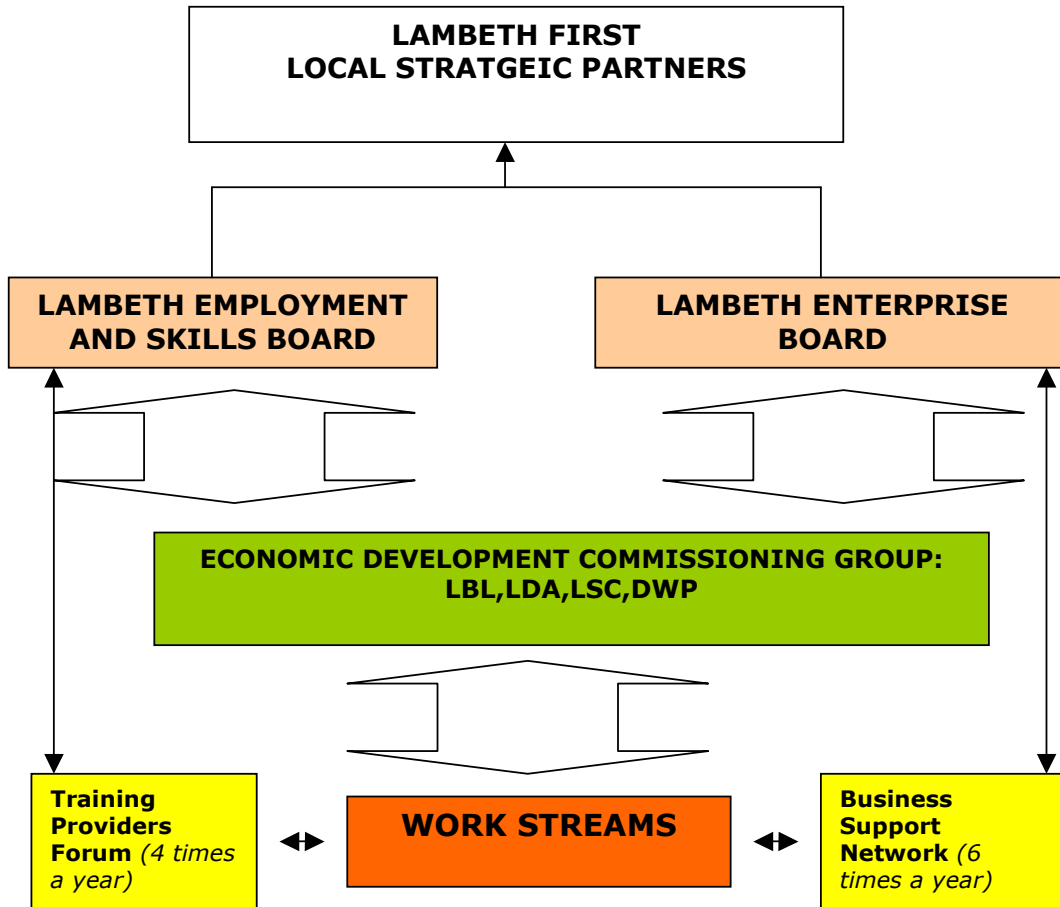 LAMBETH FIRST
LOCAL STRATGEIC PARTNERS
LAMBETH EMPLOYMENT
AND SKILLS BOARD
LAMBETH ENTERPRISE
BOARD
ECONOMIC DEVELOPMENT COMMISSIONING GROUP:
LBL,LDA,LSC,DWP
Training
Providers
Forum (4 times
a year)
WORK STREAMS
Business
Support
Network (6
times a year)